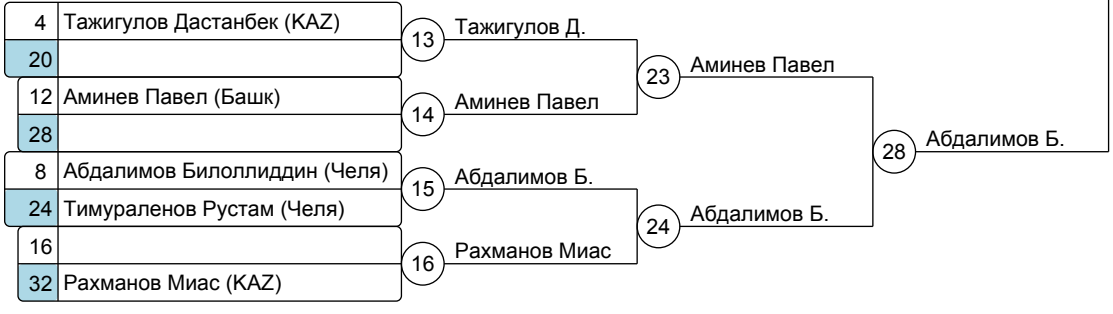 4 Тажигулов Дастанбек (KAZ)
13
Тажигулов Д.
20
23
Аминев Павел
12 Аминев Павел (Башк)
14
Аминев Павел
28
28
Абдалимов Б.
8 Абдалимов Билоллиддин (Челя)
15
Абдалимов Б.
24 Тимураленов Рустам (Челя)
24
Абдалимов Б.
16
16
Рахманов Миас
32 Рахманов Миас (KAZ)